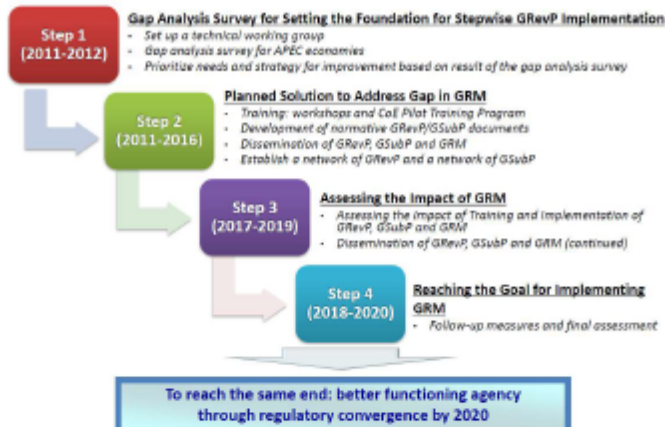 Gap Analysis Survey for Setting the Foundation for Stepwise GRevP Implementation
Step 1
(2011-2012)
- Set up a technical working group
- Gap analysis survey for APEC economies
- Prioritize needs and strategy for improvement based on result of the gap analysis survey
Planned Solution to Address Gap in GRM
Step 2
(2011-2016)
- Training: workshops and CoE Pilot Training Program
- Development of normative GRevP/GSubP documents
- Dissemination of GRevP, GSubP and GRM
- Establish a network of GRevP and a network of GSubP
Assessing the Impact of GRM
Step 3
(2017-2019)
- Assessing the Impact of Training and Implementation of
GRevP, GSubP and GRM
- Dissemination of GRevP, GSubP and GRM (continued)
Step 4
(2018-2020)
Reaching the Goal for Implementing
GRM
- Follow-up measures and final assessment
To reach the same end: better functioning agency
through regulatory convergence by 2020